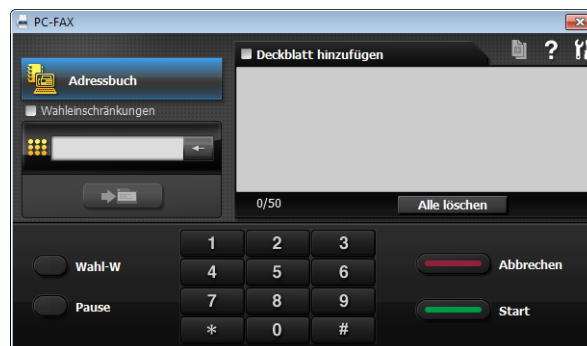 PC-FAX
Deckblatt hinzufügen
?
Adressbuch
Wahleinschränkungen
0/50
Alle löschen
1 2 3
Wahl-W
4 5 6
Abbrechen
Pause
7 8 9
Start
* 0 #